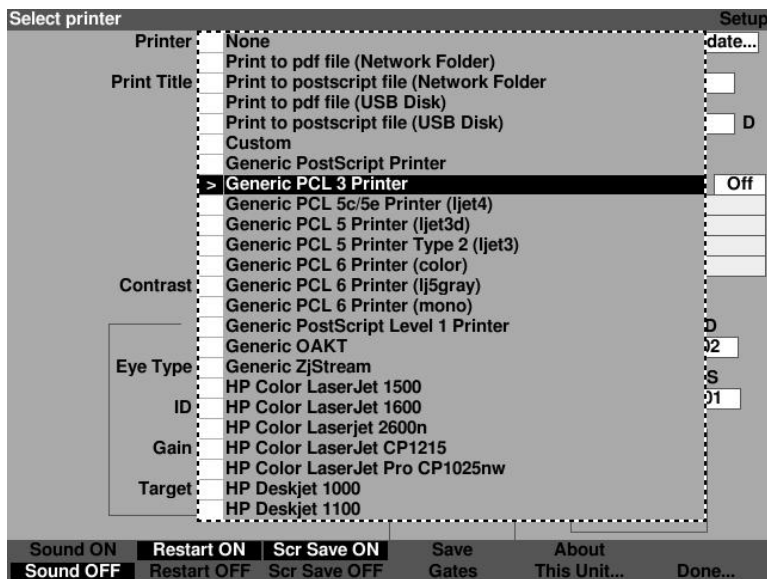 Select printer Setup
Printer None date...
Print to pdf file (Network Folder)
Print Title Print to postscript file (Network Folder
Print to pdf file (USB Disk)
Print to postscript file (USB Disk) D
Custom
Generic PostScript Printer
> Generic PCL 3 Printer Off
Generic PCL 5c/5e Printer (ljet4)
Generic PCL 5 Printer (ljet3d)
Generic PCL 5 Printer Type 2 (ljet3)
Generic PCL 6 Printer (color)
Contrast Generic PCL 6 Printer (lj5gray)
Generic PCL 6 Printer (mono)
Generic PostScript Level 1 Printer D
Generic OAKT 02
Eye Type Generic ZjStream
HP Color LaserJet 1500 S
ID HP Color LaserJet 1600 01
HP Color Laserjet 2600n
Gain HP Color LaserJet CP1215
HP Color LaserJet Pro CP1025nw
Target HP Deskjet 1000
HP Deskjet 1100
Sound ON Restart ON Scr Save ON Save About
Sound OFF Restart OFF Scr Save OFF Gates This Unit... Done...